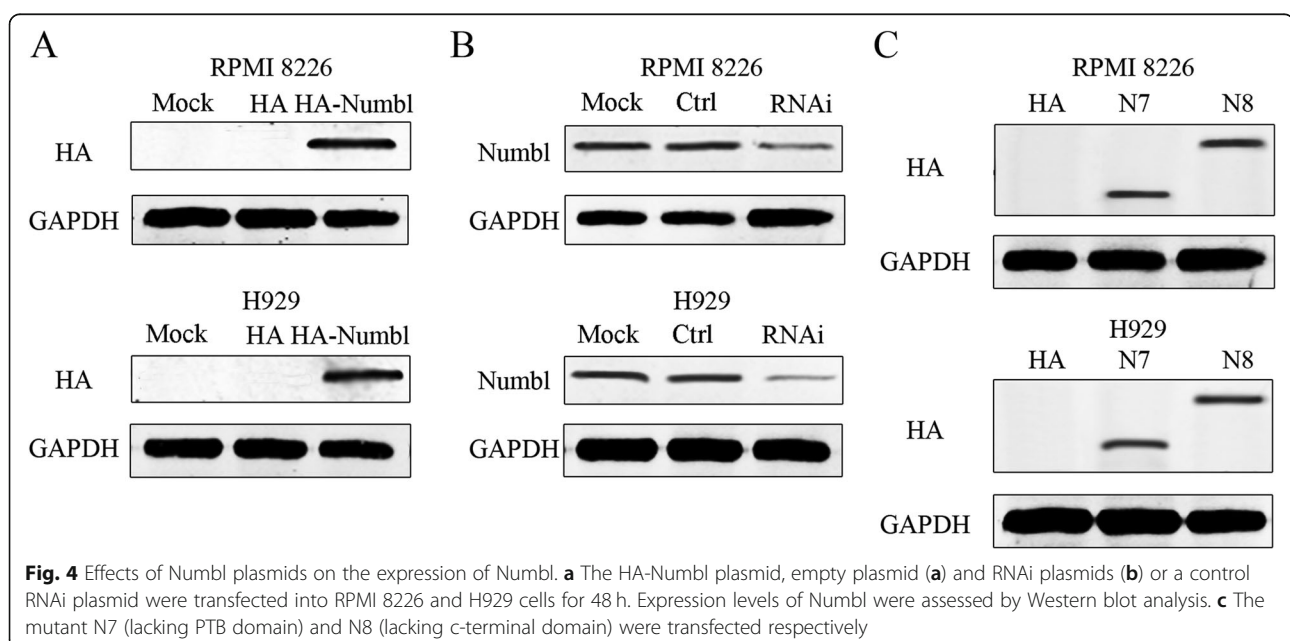 A
RPMI 8226
Mock HA HA-Numbl
HA
GAPDH
H929
Mock HA HA-Numbl
HA
GAPDH
B
RPMI 8226
Mock Ctrl RNAi
Numbl
GAPDH
H929
Mock Ctrl RNAi
Numbl
GAPDH
C
RPMI 8226
HA N7 N8
HA
GAPDH
H929
HA N7 N8
HA
GAPDH
Fig. 4 Effects of Numbl plasmids on the expression of Numbl. a The HA-Numbl plasmid, empty plasmid (a) and RNAi plasmids (b) or a control
RNAi plasmid were transfected into RPMI 8226 and H929 cells for 48 h. Expression levels of Numbl were assessed by Western blot analysis. c The
mutant N7 (lacking PTB domain) and N8 (lacking c-terminal domain) were transfected respectively